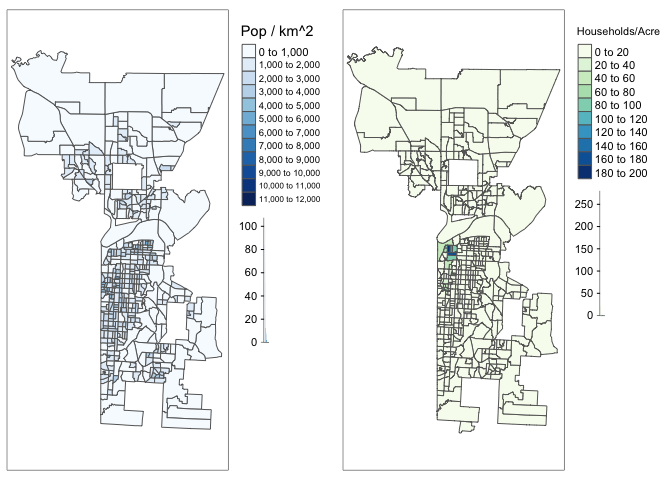 Pop / km^2
0 to 1,000
1,000 to 2,000
2,000 to 3,000
3,000 to 4,000
4,000 to 5,000
5,000 to 6,000
6,000 to 7,000
7,000 to 8,000
8,000 to 9,000
9,000 to 10,000
10,000 to 11,000
11,000 to 12,000
100
80
60
40
20
0
Households/Acre
0 to 20
20 to 40
40 to 60
60 to 80
80 to 100
100 to 120
120 to 140
140 to 160
160 to 180
180 to 200
250
200
150
100
50
0